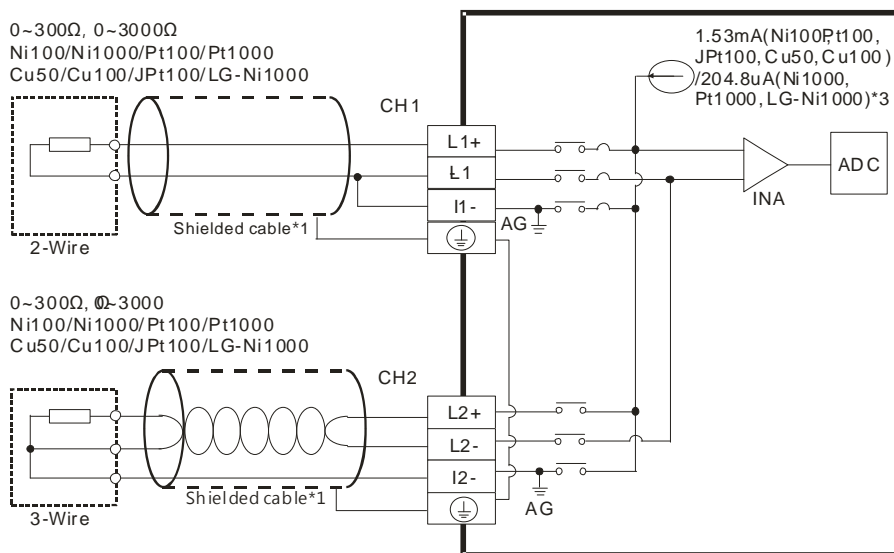 0~300Ω, 0~3000Ω
Ni100/Ni1000/Pt100/Pt1000
Cu50/Cu100/JPt100/LG-Ni1000
1.53mA(Ni100,Pt100,
JPt100, Cu50, Cu100)
/204.8uA(Ni1000,
Pt1000, LG-Ni1000)*3
CH1
L1+
L1
I1-
AG
INA
ADC
Shielded cable*1
2-Wire
0~300Ω, 0~3000
Ni100/Ni1000/Pt100/Pt1000
Cu50/Cu100/JPt100/LG-Ni1000
CH2
L2+
L2-
I2-
AG
Shielded cable*1
3-Wire